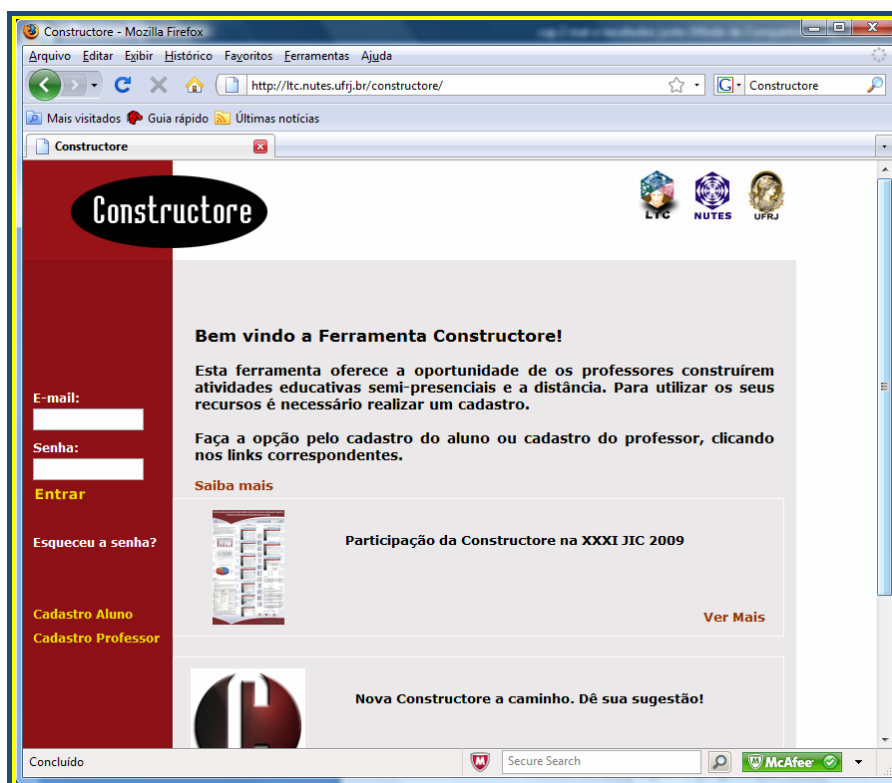 Constructore - Mozilla Firefox
Arquivo Editar Exibir Histórico Favoritos Ferramentas Ajuda
http://ltc.nutes.ufrj.br/constructore/
G Constructore
Mais visitados Guia rápido Últimas notícias
Constructore
Constructore
LTC NUTES UFRJ
Bem vindo a Ferramenta Constructore!
Esta ferramenta oferece a oportunidade de os professores construírem
atividades educativas semi-presenciais e a distância. Para utilizar os seus
recursos é necessário realizar um cadastro.
Faça a opção pelo cadastro do aluno ou cadastro do professor, clicando
nos links correspondentes.
Saiba mais
E-mail:
Senha:
Entrar
Esqueceu a senha?
Cadastro Aluno
Cadastro Professor
Participação da Constructore na XXXI JIC 2009
Ver Mais
Nova Constructore a caminho. Dê sua sugestão!
Concluído
Secure Search
McAfee